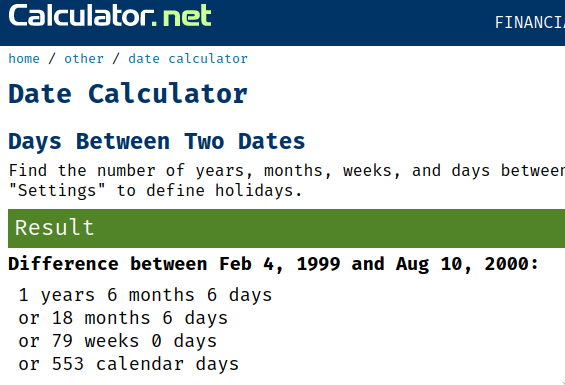 Calculator.net
FINANCIA
home / other / date calculator
Date Calculator
Days Between Two Dates
Find the number of years, months, weeks, and days between
"Settings" to define holidays.
Result
Difference between Feb 4, 1999 and Aug 10, 2000:
1 years 6 months 6 days
or 18 months 6 days
or 79 weeks 0 days
or 553 calendar days